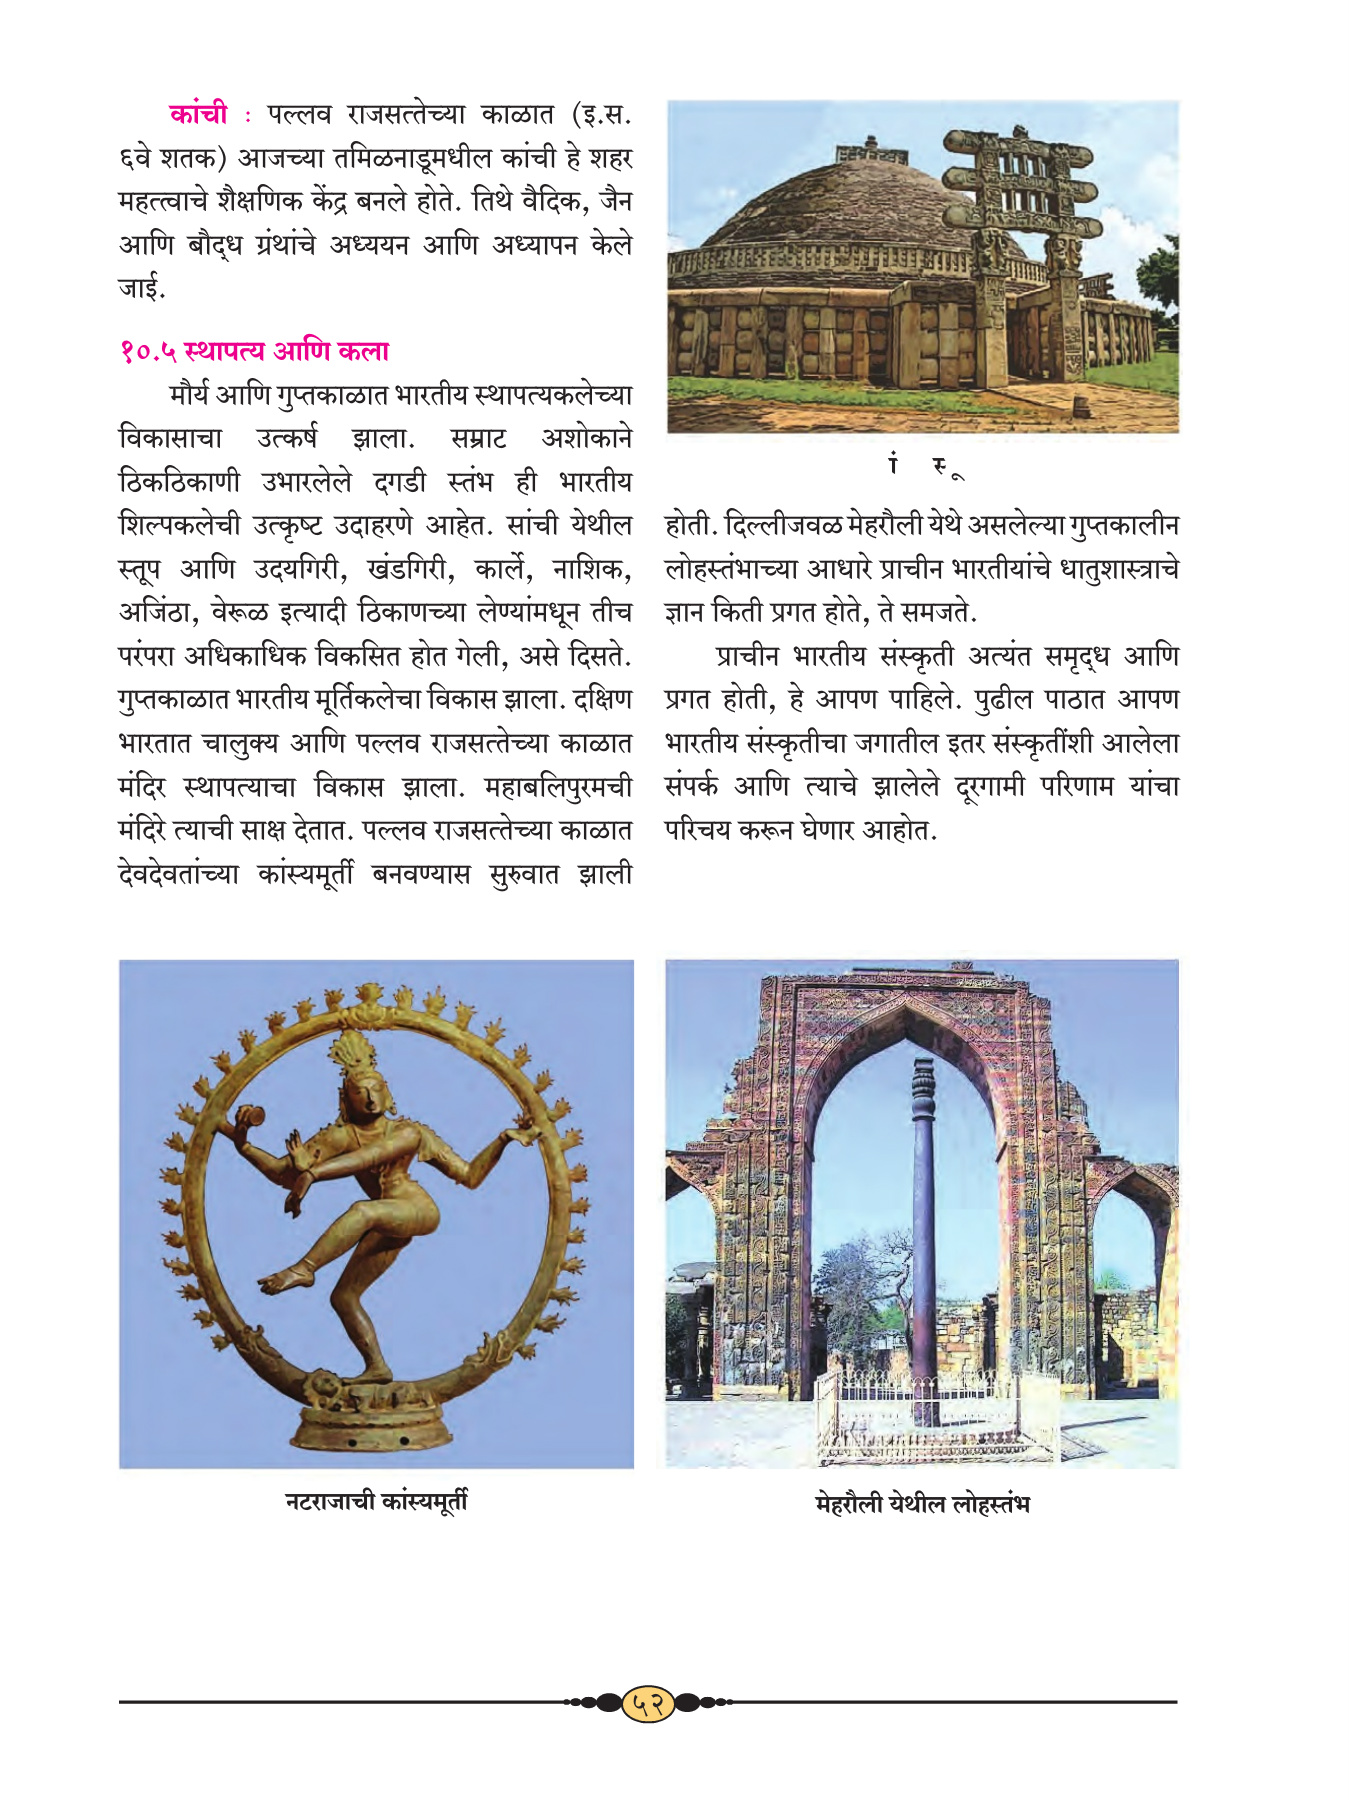 कांची : पल्लव राजसत्तेच्या काळात (इ.स.
६वे शतक) आजच्या तमिळनाडूमधील कांची हे शहर
महत्त्वाचे शैक्षणिक केंद्र बनले होते. तिथे वैदिक, जैन
आणि बौद्ध ग्रंथांचे अध्ययन आणि अध्यापन केले
जाई.
१०.५ स्थापत्य आणि कला
मौर्य आणि गुप्तकाळात भारतीय स्थापत्यकलेच्या
विकासाचा उत्कर्ष झाला. सम्राट अशोकाने
ठिकठिकाणी उभारलेले दगडी स्तंभ ही भारतीय
शिल्पकलेची उत्कृष्ट उदाहरणे आहेत. सांची येथील
स्तूप आणि उदयगिरी, खंडगिरी, कार्ले, नाशिक,
अजिंठा, वेरूळ इत्यादी ठिकाणच्या लेण्यांमधून तीच
परंपरा अधिकाधिक विकसित होत गेली, असे दिसते.
गुप्तकाळात भारतीय मूर्तिकलेचा विकास झाला. दक्षिण
भारतात चालुक्य आणि पल्लव राजसत्तेच्या काळात
मंदिर स्थापत्याचा विकास झाला. महाबलिपुरमची
मंदिरे त्याची साक्ष देतात. पल्लव राजसत्तेच्या काळात
देवदेवतांच्या कांस्यमूर्ती बनवण्यास सुरुवात झाली
होती. दिल्लीजवळ मेहरौली येथे असलेल्या गुप्तकालीन
लोहस्तंभाच्या आधारे प्राचीन भारतीयांचे धातुशास्त्राचे
ज्ञान किती प्रगत होते, ते समजते.
प्राचीन भारतीय संस्कृती अत्यंत समृद्ध आणि
प्रगत होती, हे आपण पाहिले. पुढील पाठात आपण
भारतीय संस्कृतीचा जगातील इतर संस्कृतींशी आलेला
संपर्क आणि त्याचे झालेले दूरगामी परिणाम यांचा
परिचय करून घेणार आहोत.
नटराजाची कांस्यमूर्ती
मेहरौली येथील लोहस्तंभ
५२